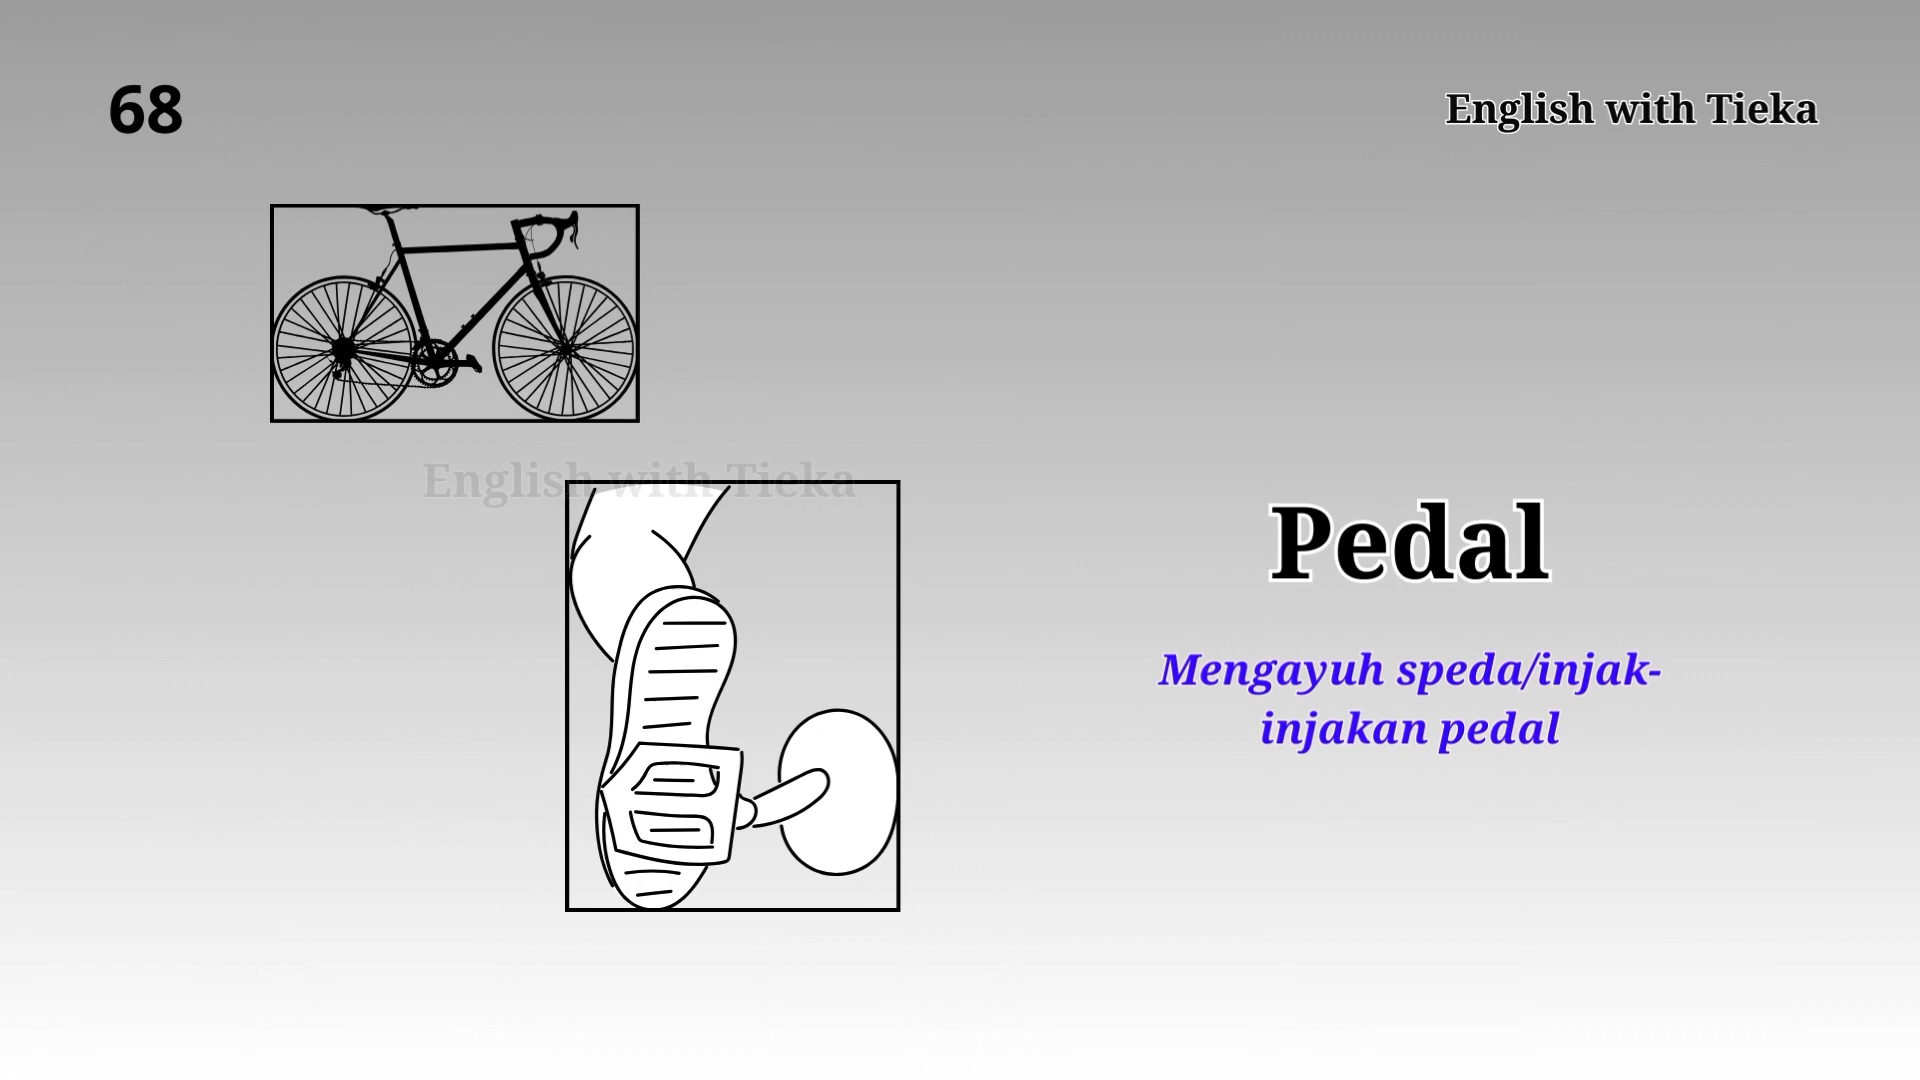 68
English with Tieka
English with Tieka
Pedal
Mengayuh speda/injak-
injakan pedal